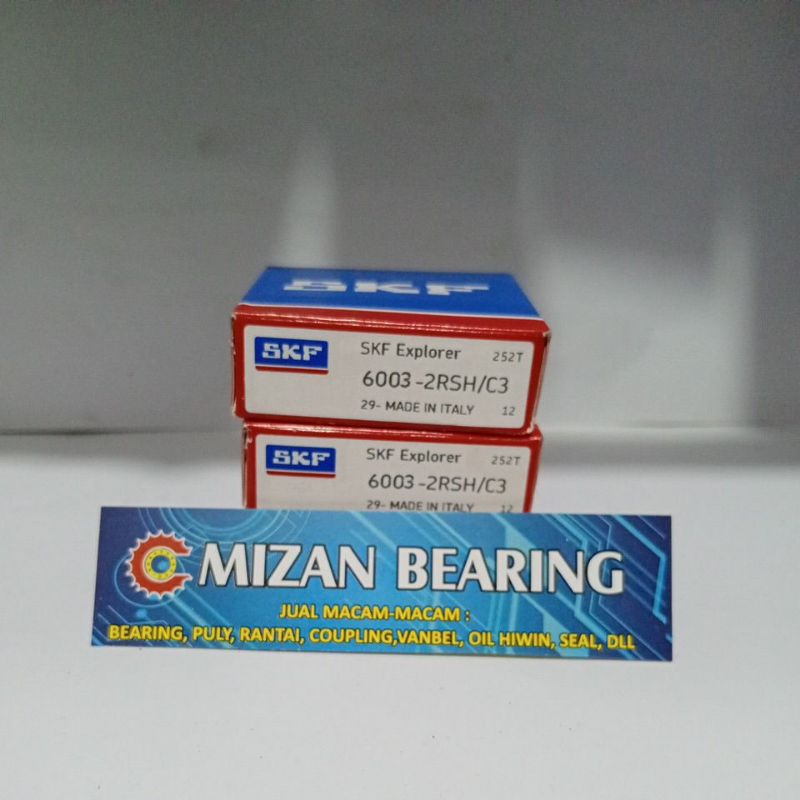 SKF
SKF
SKF Explorer
252T
6003-2RSH/C3
29- MADE IN ITALY
12
SKF
SKF Explorer
252T
6003-2RSH/C3
29- MADE IN ITALY
12
MIZAN BEARING
JUAL MACAM-MACAM :
BEARING, PULY, RANTAI, COUPLING,VANBEL, OIL HIWIN, SEAL, DLL